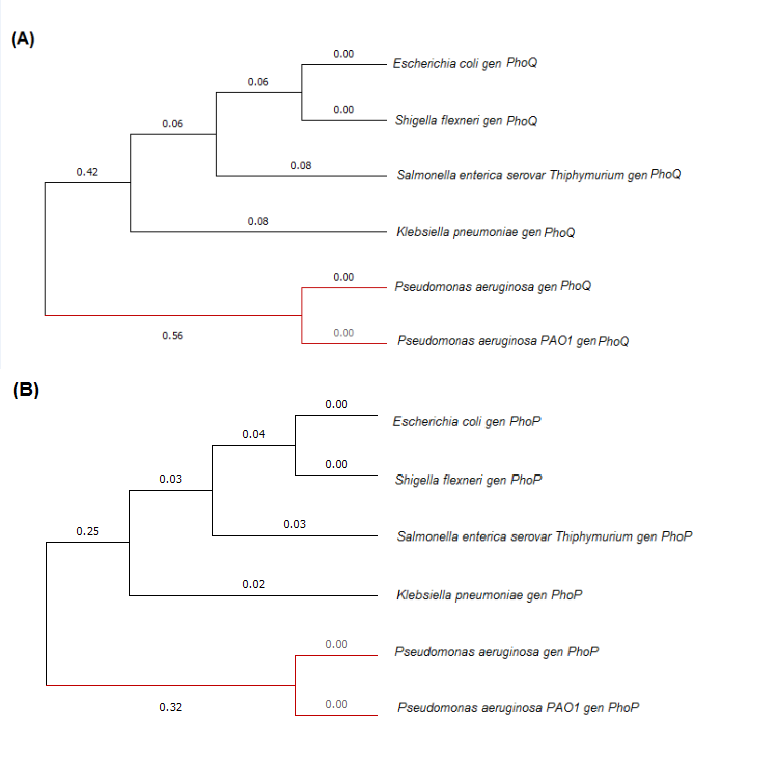 (A)
0.00
Escherichia coli gen PhoQ
0.06
0.00
Shigella flexneri gen PhoQ
0.06
0.08
Salmonella enterica serovar Thiphymurium gen PhoQ
0.42
0.08
Klebsiella pneumoniae gen PhoQ
0.00
Pseudomonas aeruginosa gen PhoQ
0.56
0.00
Pseudomonas aeruginosa PAO1 gen PhoQ
(B)
0.00
Escherichia coli gen PhoP
0.04
0.00
Shigella flexneri gen PhoP
0.03
0.03
Salmonella enterica serovar Thiphymurium gen PhoP
0.25
0.02
Klebsiella pneumoniae gen PhoP
0.00
Pseudomonas aeruginosa gen PhoP
0.32
0.00
Pseudomonas aeruginosa PAO1 gen PhoP